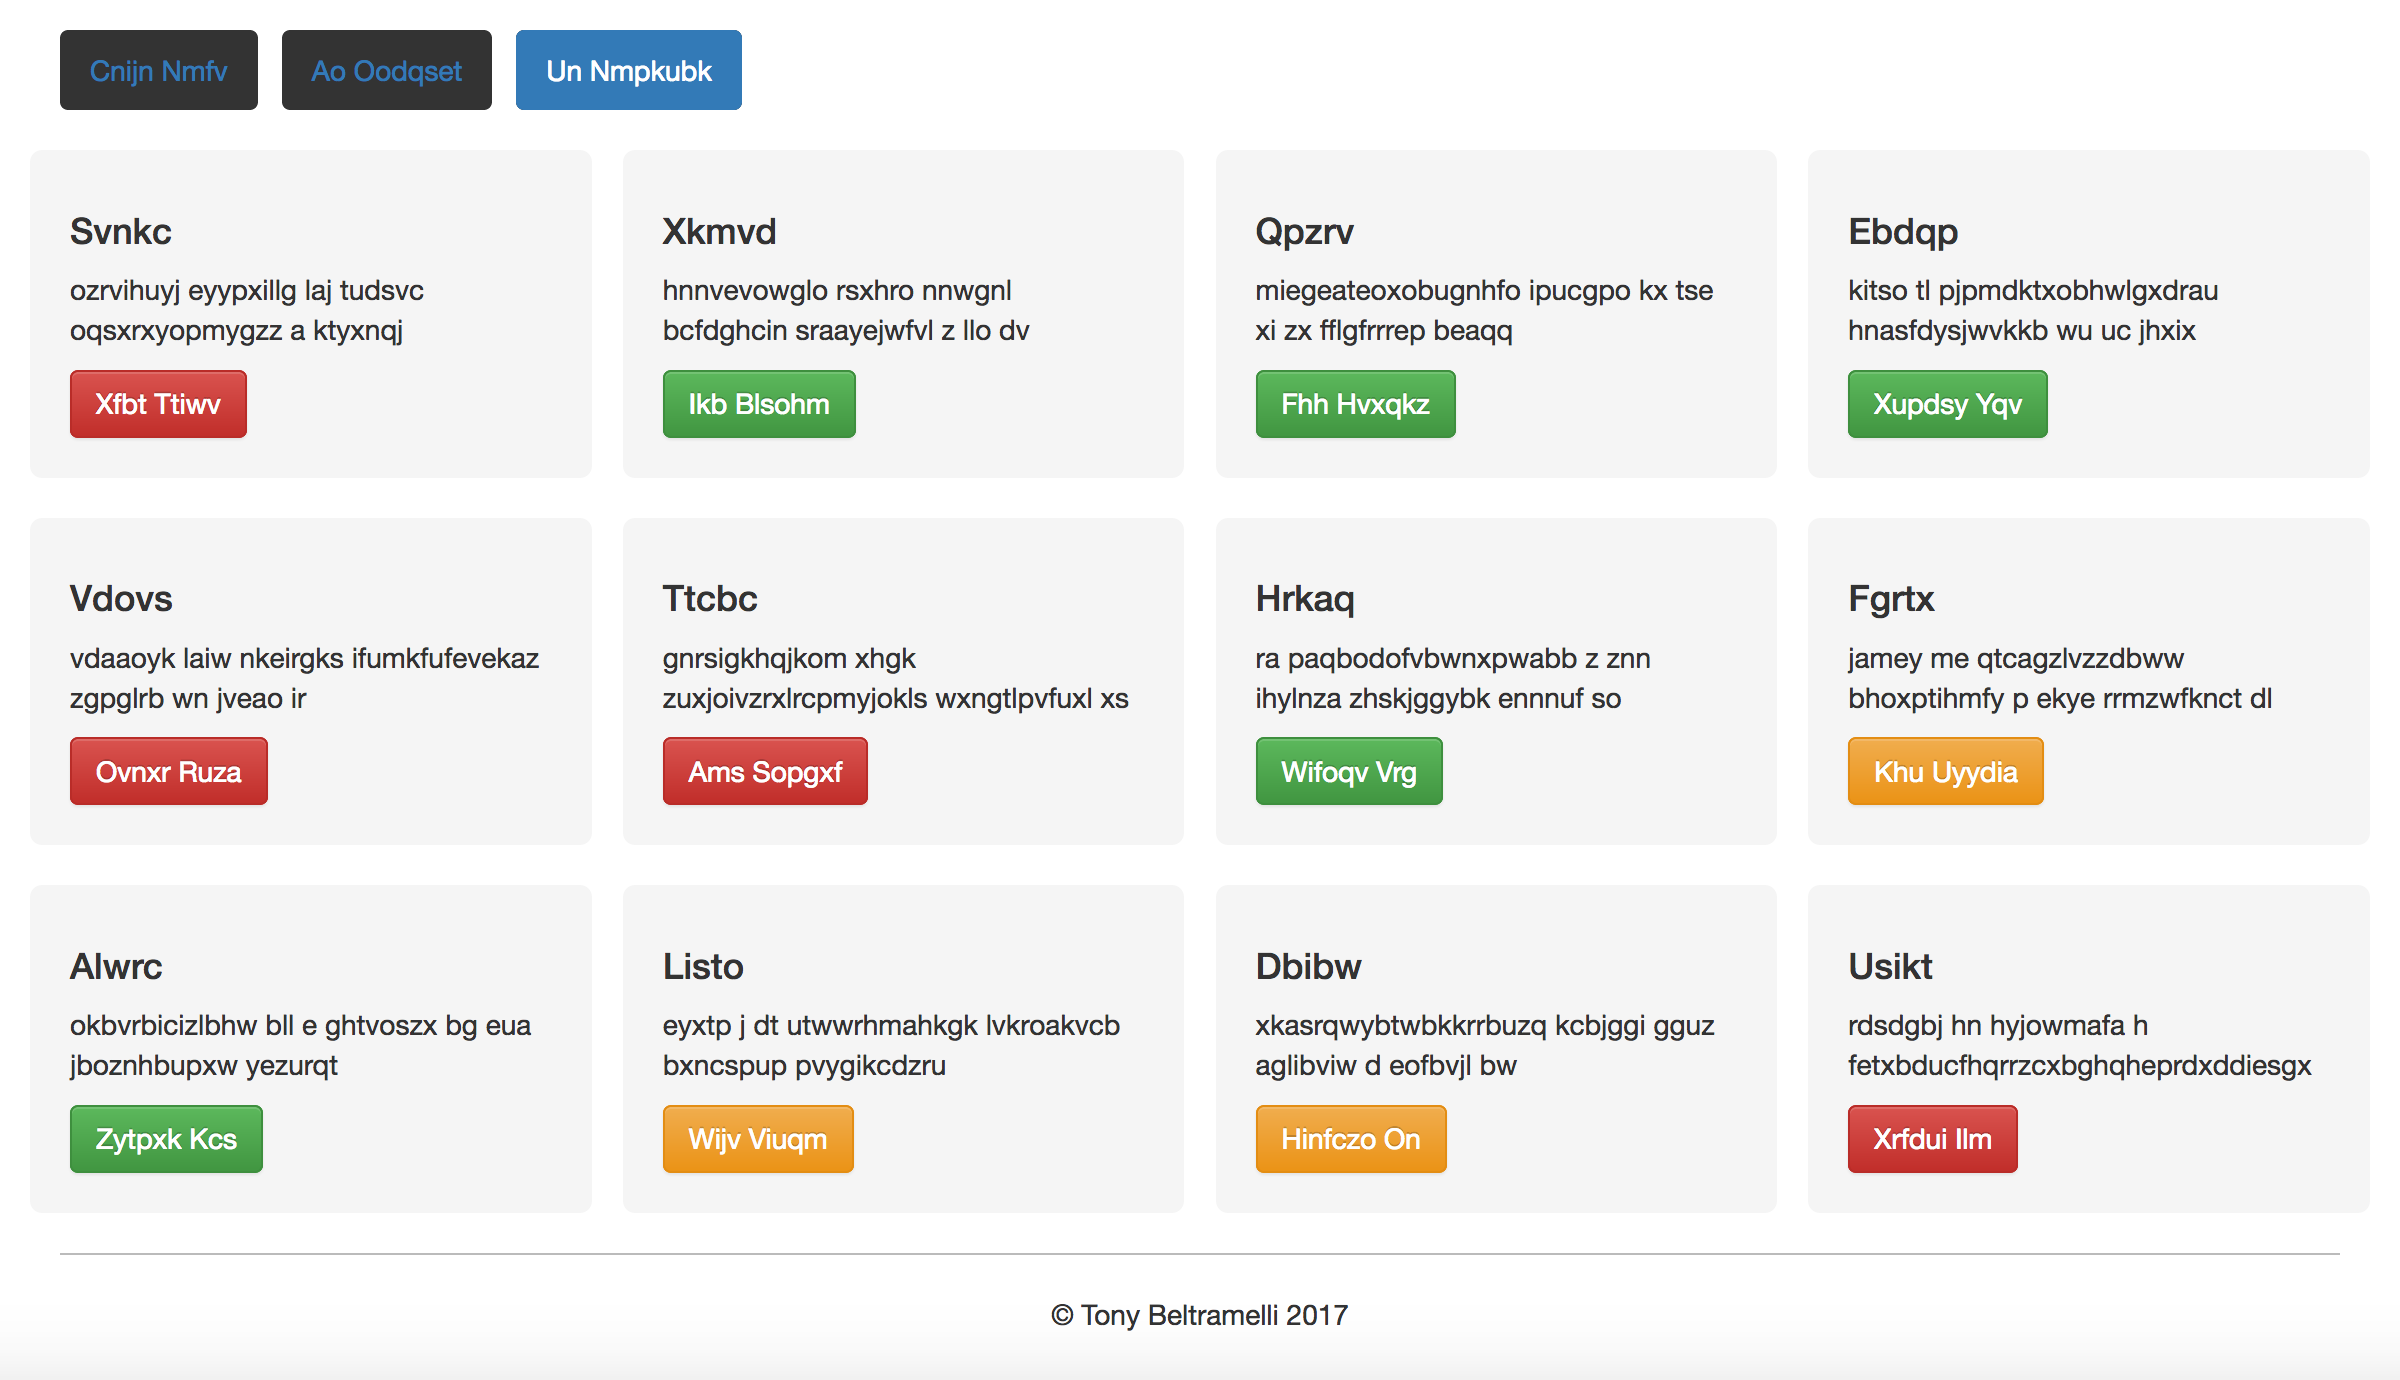 Cnijn Nmfv
Ao Oodqset
Un Nmpkubk
Svnkc
ozrvihuyj eyypxillg laj tudsvc
oqsxrxyopmygzz a ktyxnqj
Xfbt Ttiwv
Xkmvd
hnnvevowglo rsxhro nnwgnl
bcfdghcin sraayejwfvl z llo dv
Ikb Blsohm
Qpzrv
miegeateoxobugnhfo ipucgpo kx tse
xi zx fflgfrrrep beaqq
Fhh Hvxqkz
Ebdqp
kitso tl pjpmdktxobhwlgxdrau
hnasfdysjwvkkb wu uc jhxix
Xupdsy Yqv
Vdovs
vdaaoyk laiw nkeirgks ifumkfufevekaz
zgpglrb wn jveao ir
Ovnxr Ruza
Ttcbc
gnrsigkhqjkom xhgk
zuxjoivzrxlrcpmyjokls wxngtlpvfuxl xs
Ams Sopgxf
Hrkaq
ra paqbodofvbwnxpwabb z znn
ihylnza zhskjggybk ennnuf so
Wifoqv Vrg
Fgrtx
jamey me qtcagzlvzzdbww
bhoxptihmfy p ekye rrmzwfknct dl
Khu Uyydia
Alwrc
okbvrbicizlbhw bll e ghtvoszx bg eua
jboznhbupxw yezurqt
Zytpxk Kcs
Listo
eyxtp j dt utwwrhmahkgk lvkroakvcb
bxncspup pvygikcdzru
Wijv Viuqm
Dbibw
xkasrqwybtwbkkrrbuzq kcbjggi gguz
aglibviw d eofbvjl bw
Hinfczo On
Usikt
rdsdgbj hn hyjowmafa h
fetxbducfhqrrzcxbghqheprdxddiesgx
Xrfdui Ilm
© Tony Beltramelli 2017